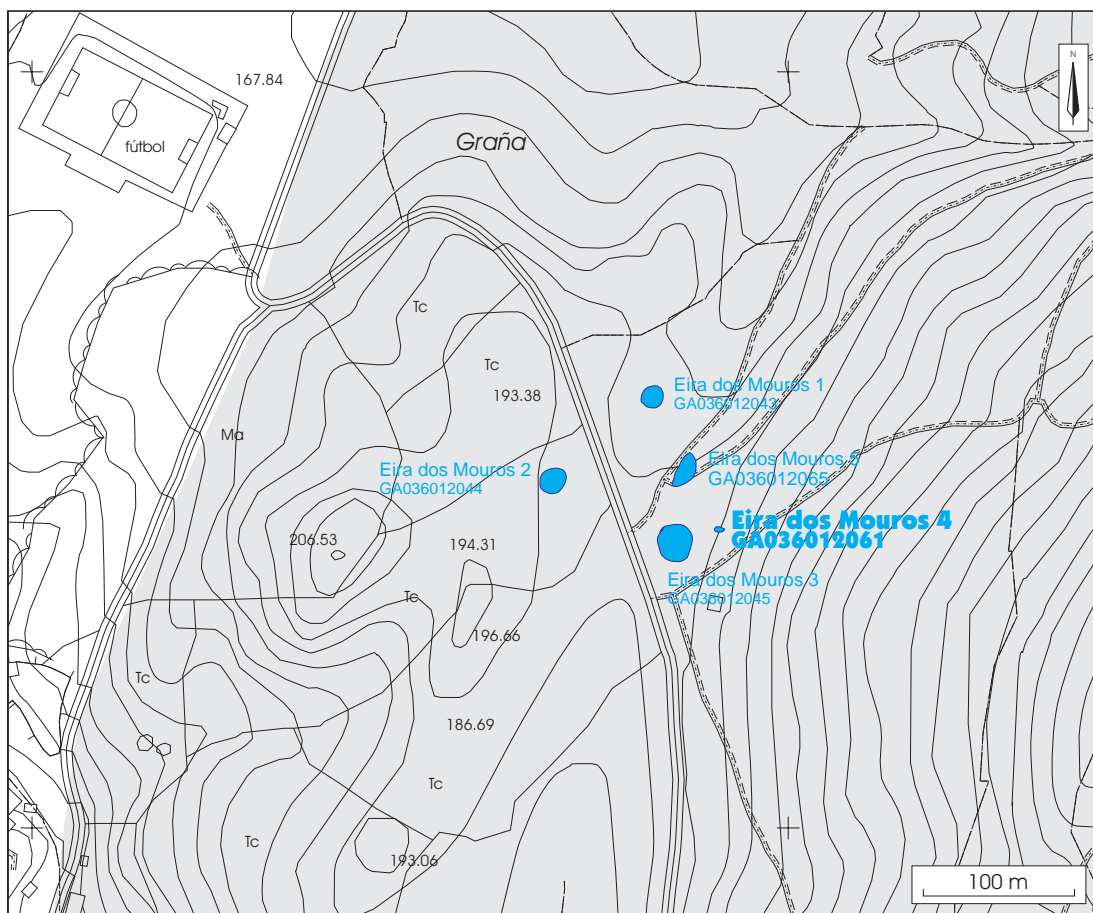 N
167.84
fútbol
Graña
Tc
Tc
193.38
Eira dos Mouros 1
GA036012043
Ma
Eira dos Mouros 2
GA036012044
Eira dos Mouros 5
GA036012065
Eira dos Mouros 4
GA036012061
206.53
194.31
Eira dos Mouros 3
GA036012045
Tc
196.66
Tc
186.69
Tc
Tc
193.06
100 m